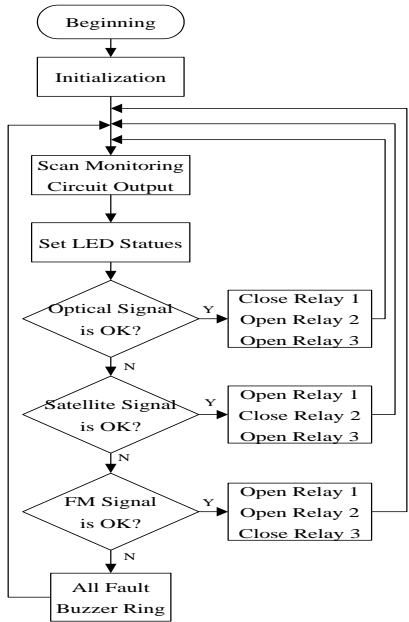 Beginning
Initialization
Scan Monitoring
Circuit Output
Set LED Statues
Optical Signal
is OK?
Y
Close Relay 1
Open Relay 2
Open Relay 3
N
Satellite Signal
is OK?
Y
Open Relay 1
Close Relay 2
Open Relay 3
N
FM Signal
is OK?
Y
Open Relay 1
Open Relay 2
Close Relay 3
N
All Fault
Buzzer Ring